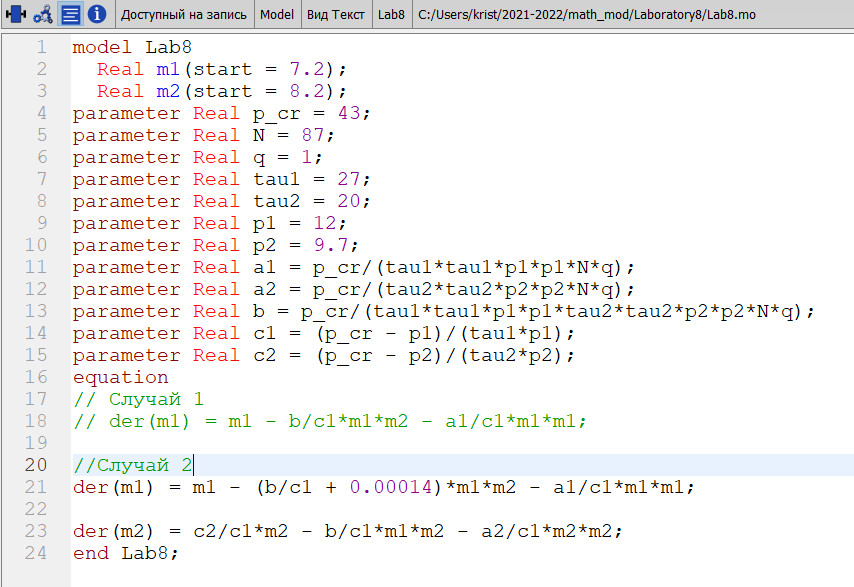 Доступный на запись Model Вид Текст Lab8 C:/Users/krist/2021-2022/math_mod/Laboratory8/Lab8.mo
1 model Lab8
2 Real m1(start = 7.2);
3 Real m2(start = 8.2);
4 parameter Real p_cr = 43;
5 parameter Real N = 87;
6 parameter Real q = 1;
7 parameter Real tau1 = 27;
8 parameter Real tau2 = 20;
9 parameter Real p1 = 12;
10 parameter Real p2 = 9.7;
11 parameter Real a1 = p_cr/(tau1*tau1*p1*p1*N*q);
12 parameter Real a2 = p_cr/(tau2*tau2*p2*p2*N*q);
13 parameter Real b = p_cr/(tau1*tau1*p1*p1*tau2*tau2*p2*p2*N*q);
14 parameter Real c1 = (p_cr - p1)/(tau1*p1);
15 parameter Real c2 = (p_cr - p2)/(tau2*p2);
16 equation
17 // Случай 1
18 // der(m1) = m1 - b/c1*m1*m2 - a1/c1*m1*m1;
19
20 //Случай 2
21 der(m1) = m1 - (b/c1 + 0.00014)*m1*m2 - a1/c1*m1*m1;
22
23 der(m2) = c2/c1*m2 - b/c1*m1*m2 - a2/c1*m2*m2;
24 end Lab8;